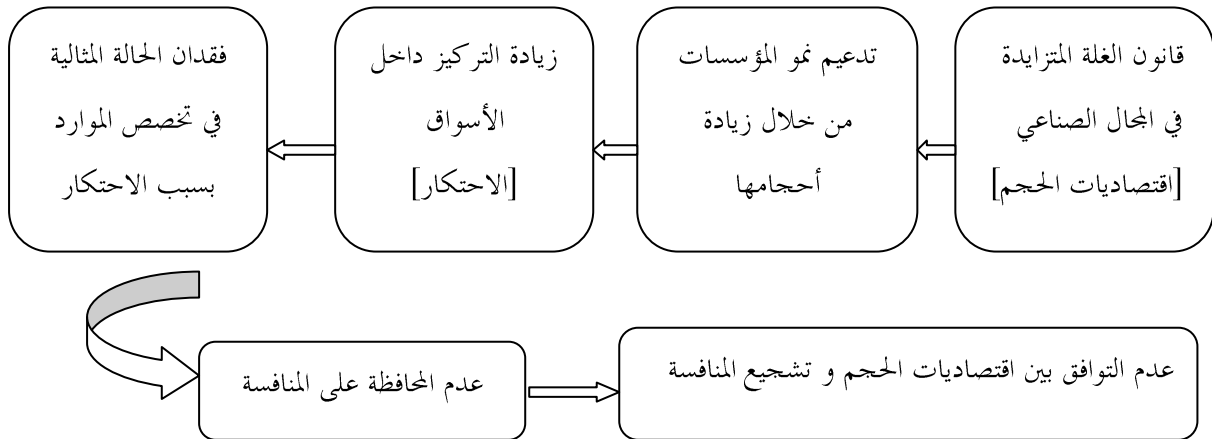 قانون الغلة المتزايدة
في المجال الصناعي
[اقتصاديات الحجم]
تدعيم نمو المؤسسات
من خلال زيادة
أحجامها
زيادة التركيز داخل
الأسواق
[الاحتكار]
فقدان الحالة المثالية
في تخصص الموارد
بسبب الاحتكار
عدم المحافظة على المنافسة
عدم التوافق بين اقتصاديات الحجم و تشجيع المنافسة